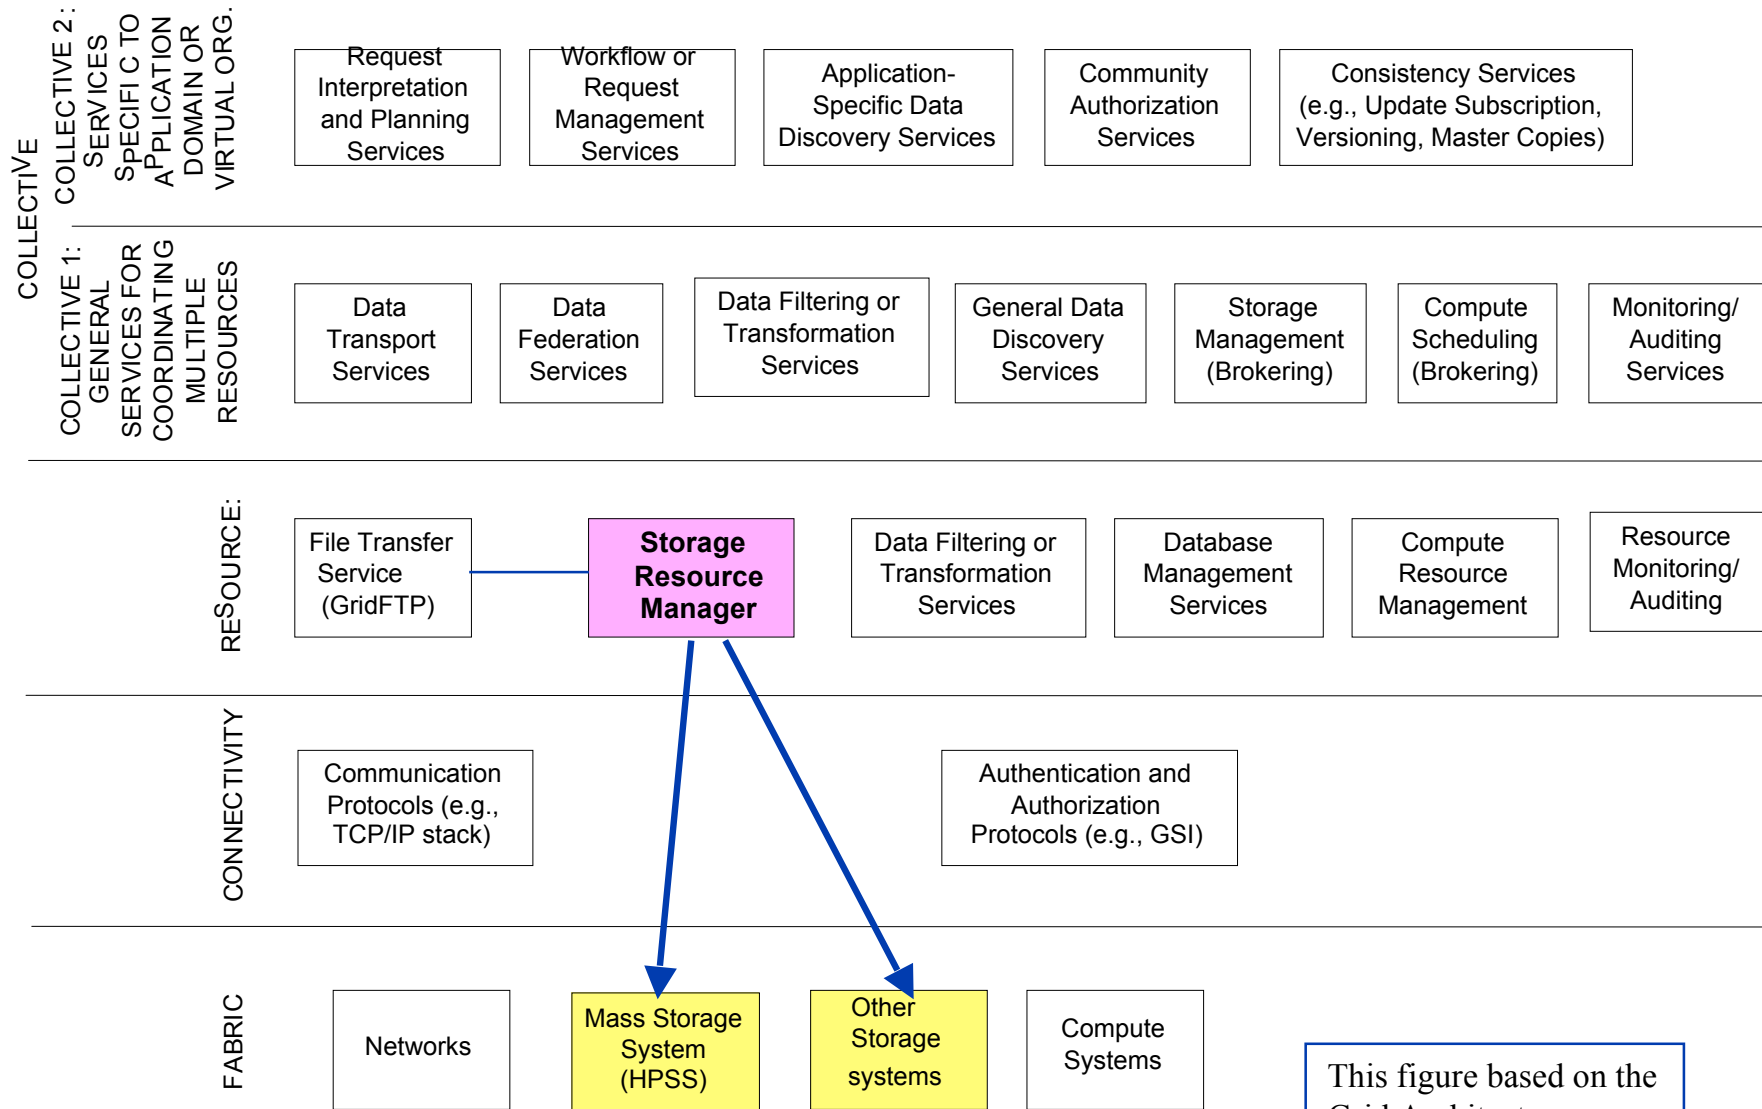 COLLECTIVE
COLLECTIVE 2:
SERVICES
SPECIFI C TO
APPLICATION
DOMAIN OR
VIRTUAL ORG.
Request
Interpretation
and Planning
Services
Workflow or
Request
Management
Services
Application-
Specific Data
Discovery Services
Community
Authorization
Services
Consistency Services
(e.g., Update Subscription,
Versioning, Master Copies)
COLLECTIVE 1:
GENERAL
SERVICES FOR
COORDINATING
MULTIPLE
RESOURCES
Data
Transport
Services
Data
Federation
Services
Data Filtering or
Transformation
Services
General Data
Discovery
Services
Storage
Management
(Brokering)
Compute
Scheduling
(Brokering)
Monitoring/
Auditing
Services
RESOURCE:
File Transfer
Service
(GridFTP)
Storage
Resource
Manager
Data Filtering or
Transformation
Services
Database
Management
Services
Compute
Resource
Management
Resource
Monitoring/
Auditing
CONNECTIVITY
Communication
Protocols (e.g.,
TCP/IP stack)
Authentication and
Authorization
Protocols (e.g., GSI)
FABRIC
Networks
Mass Storage
System
(HPSS)
Other
Storage
systems
Compute
Systems
This figure based on the